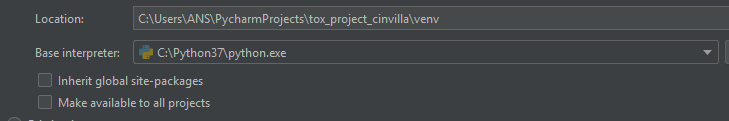 Location: C:\Users\ANS\PycharmProjects\tox_project_cinvilla\venv
Base interpreter: C:\Python37\python.exe
Inherit global site-packages
Make available to all projects